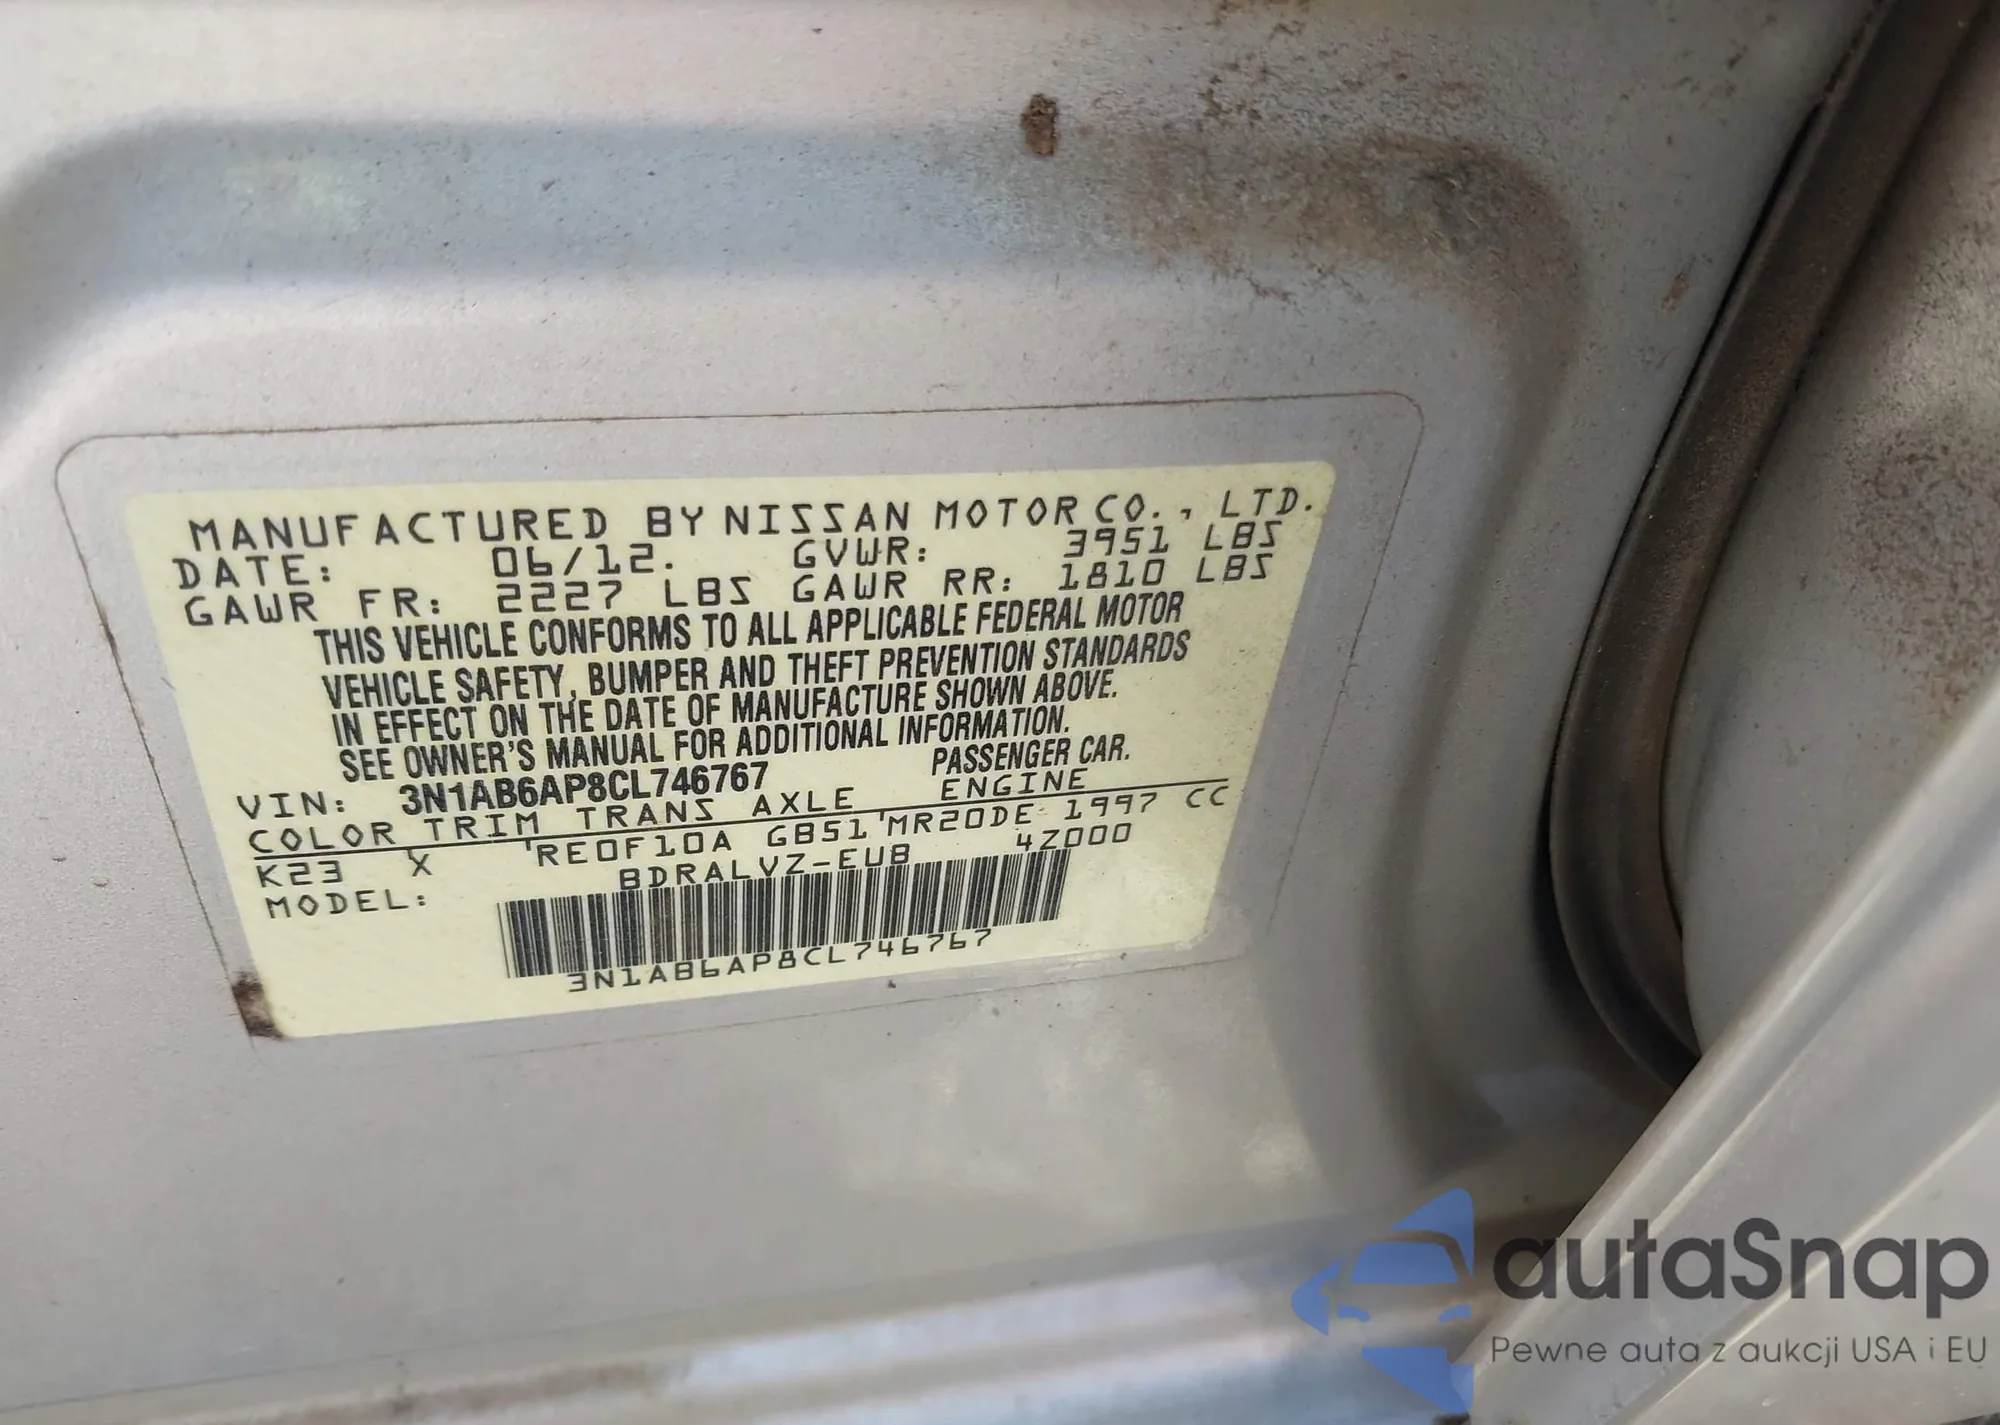 MANUFACTURED BY NISSAN MOTOR CO., LTD.
DATE: 06/12. GVWR: 3951 LBS
GAWR FR: 2227 LBS GAWR RR: 1810 LBS
THIS VEHICLE CONFORMS TO ALL APPLICABLE FEDERAL MOTOR
VEHICLE SAFETY, BUMPER AND THEFT PREVENTION STANDARDS
IN EFFECT ON THE DATE OF MANUFACTURE SHOWN ABOVE.
SEE OWNER'S MANUAL FOR ADDITIONAL INFORMATION.
VIN: 3N1AB6AP8CL746767 PASSENGER CAR.
COLOR TRIM TRANS AXLE ENGINE
K23 X RE0F10A GB51 MR20DE 1997 CC
MODEL: BDRALVZ-EUB 4Z000
3N1AB6AP8CL746767
autaSnap
Pewne auta z aukcji USA i EU